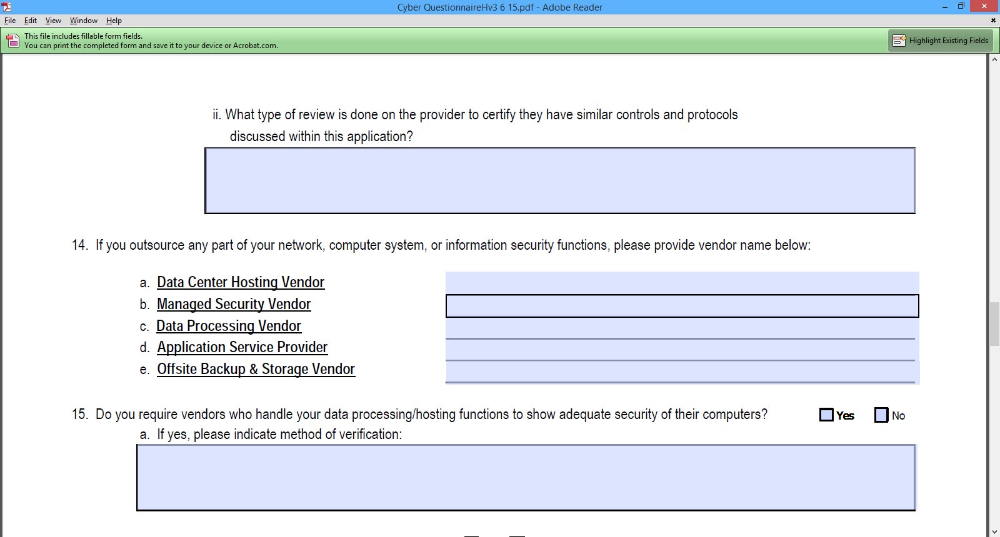 Cyber QuestionnaireHv3 6 15.pdf - Adobe Reader
File Edit View Window Help
This file includes fillable form fields.
You can print the completed form and save it to your device or Acrobat.com.
Highlight Existing Fields
ii. What type of review is done on the provider to certify they have similar controls and protocols
discussed within this application?
14. If you outsource any part of your network, computer system, or information security functions, please provide vendor name below:
a. Data Center Hosting Vendor
b. Managed Security Vendor
c. Data Processing Vendor
d. Application Service Provider
e. Offsite Backup & Storage Vendor
15. Do you require vendors who handle your data processing/hosting functions to show adequate security of their computers? Yes No
a. If yes, please indicate method of verification: